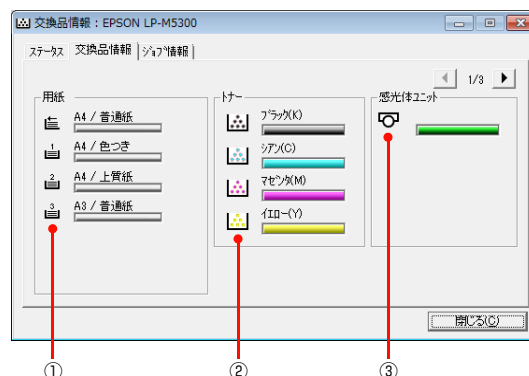 交換品情報：EPSON LP-M5300
ステータス 交換品情報 ジョブ情報
1/3
用紙
A4 / 普通紙
1 A4 / 色つき
2 A4 / 上質紙
3 A3 / 普通紙
トナー
ブラック(K)
シアン(C)
マゼンタ(M)
イエロー(Y)
感光体ユニット
閉じる(C)
① ② ③